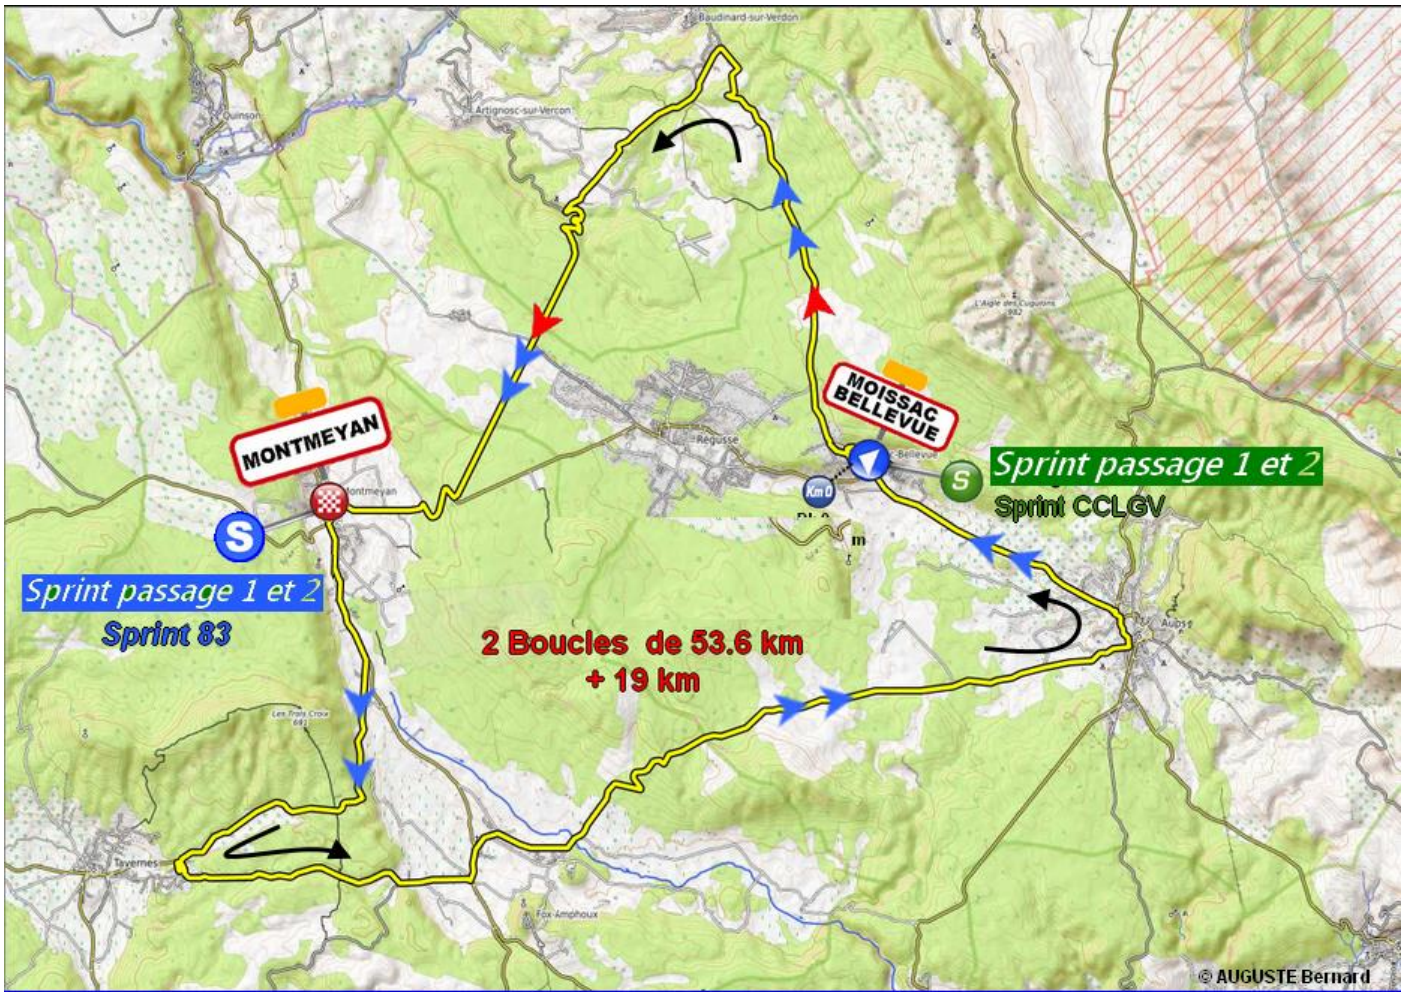 Baudinard-sur-Verdon
Artignosc-sur-Verdon
Quinson
L'Aigle des Cuguions
982
MOISSAC
BELLEVUE
MONTMEYAN
Régusse
c-Bellevue
Sprint passage 1 et 2
S
Km 0
Sprint CCLGV
Montmeyan
S
m
Sprint passage 1 et 2
Sprint 83
Aups
2 Boucles de 53.6 km
+ 19 km
Les Trois Croix
Tavernes
Fox-Amphoux
© AUGUSTE Bernard